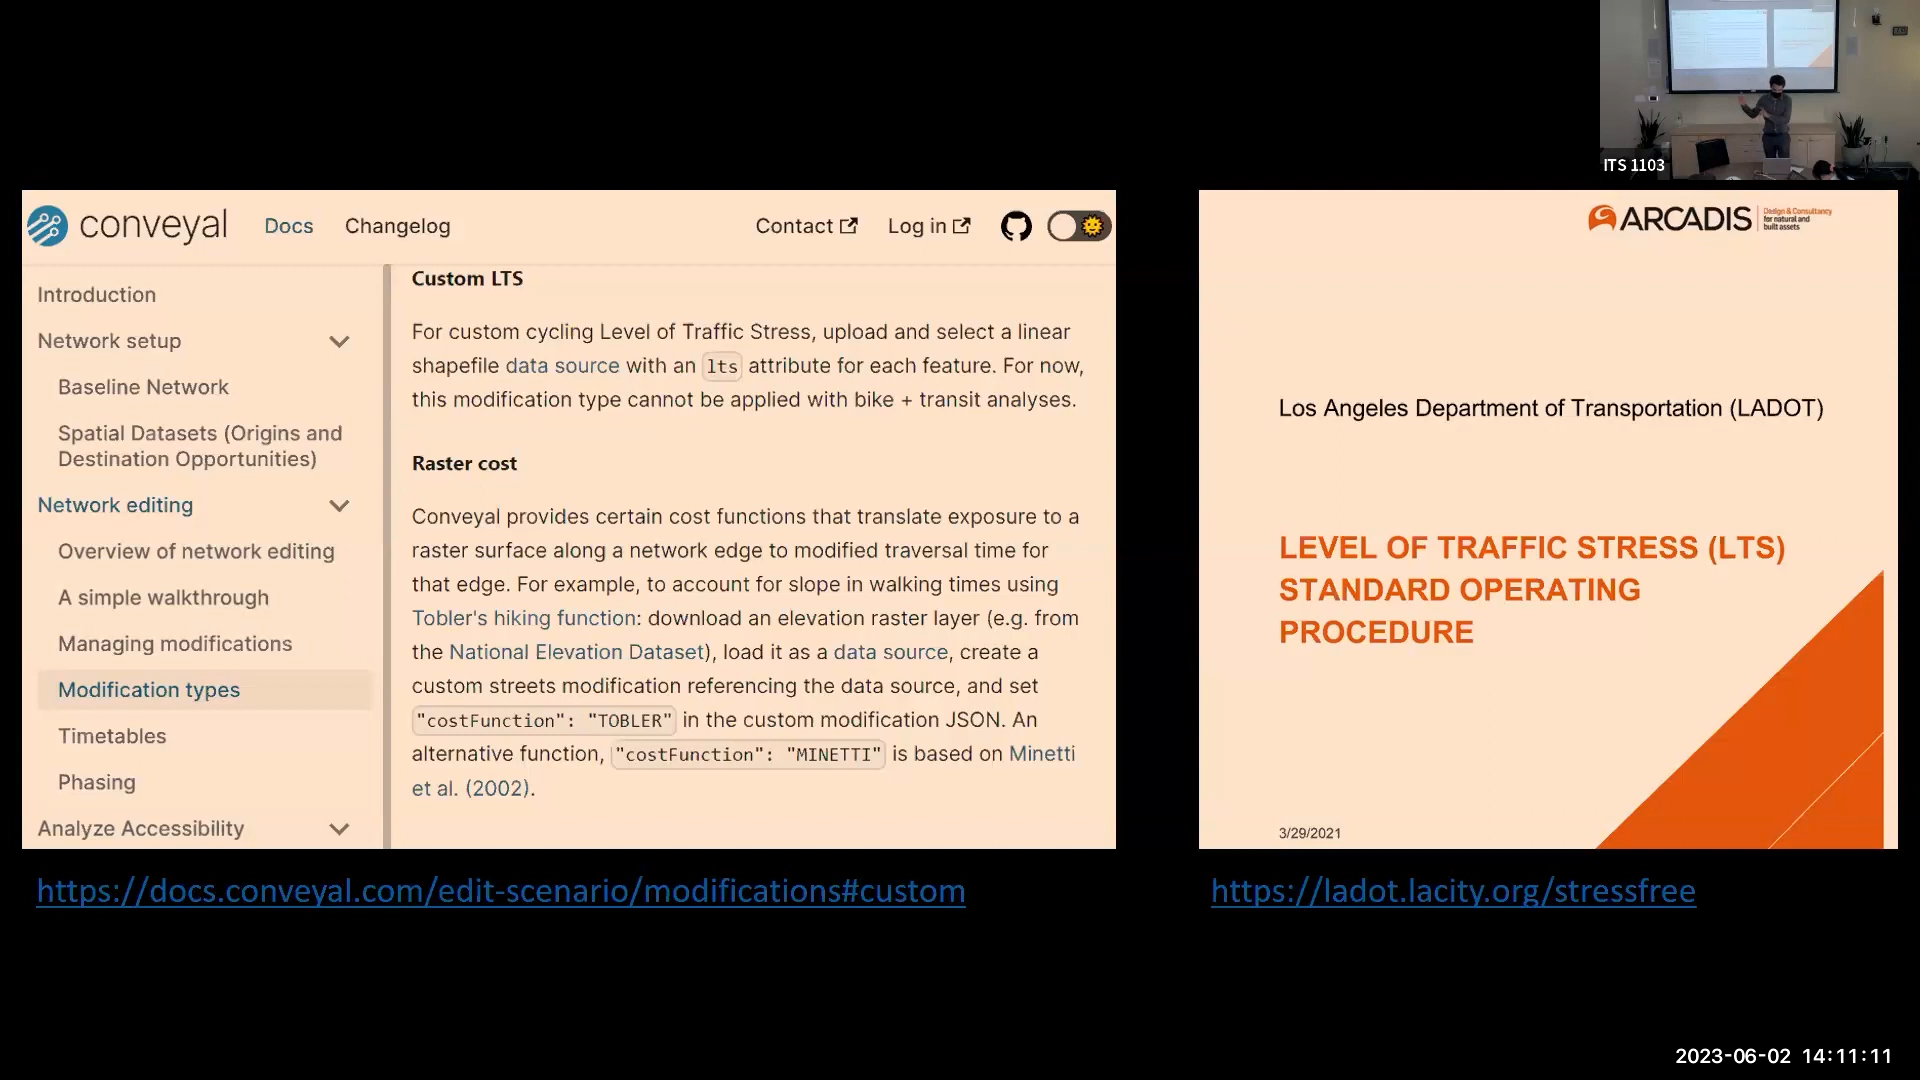 ITS 1103
conveyal
Docs
Changelog
Contact
Log in
Introduction
Network setup
Baseline Network
Spatial Datasets (Origins and
Destination Opportunities)
Network editing
Overview of network editing
A simple walkthrough
Managing modifications
Modification types
Timetables
Phasing
Analyze Accessibility
Custom LTS
For custom cycling Level of Traffic Stress, upload and select a linear
shapefile data source with an lts attribute for each feature. For now,
this modification type cannot be applied with bike + transit analyses.
Raster cost
Conveyal provides certain cost functions that translate exposure to a
raster surface along a network edge to modified traversal time for
that edge. For example, to account for slope in walking times using
Tobler's hiking function: download an elevation raster layer (e.g. from
the National Elevation Dataset), load it as a data source, create a
custom streets modification referencing the data source, and set
"costFunction": "TOBLER" in the custom modification JSON. An
alternative function, "costFunction": "MINETTI" is based on Minetti
et al. (2002).
https://docs.conveyal.com/edit-scenario/modifications#custom
ARCADIS
Design & Consultancy
for natural and
built assets
Los Angeles Department of Transportation (LADOT)
LEVEL OF TRAFFIC STRESS (LTS)
STANDARD OPERATING
PROCEDURE
3/29/2021
https://ladot.lacity.org/stressfree
2023-06-02 14:11:11